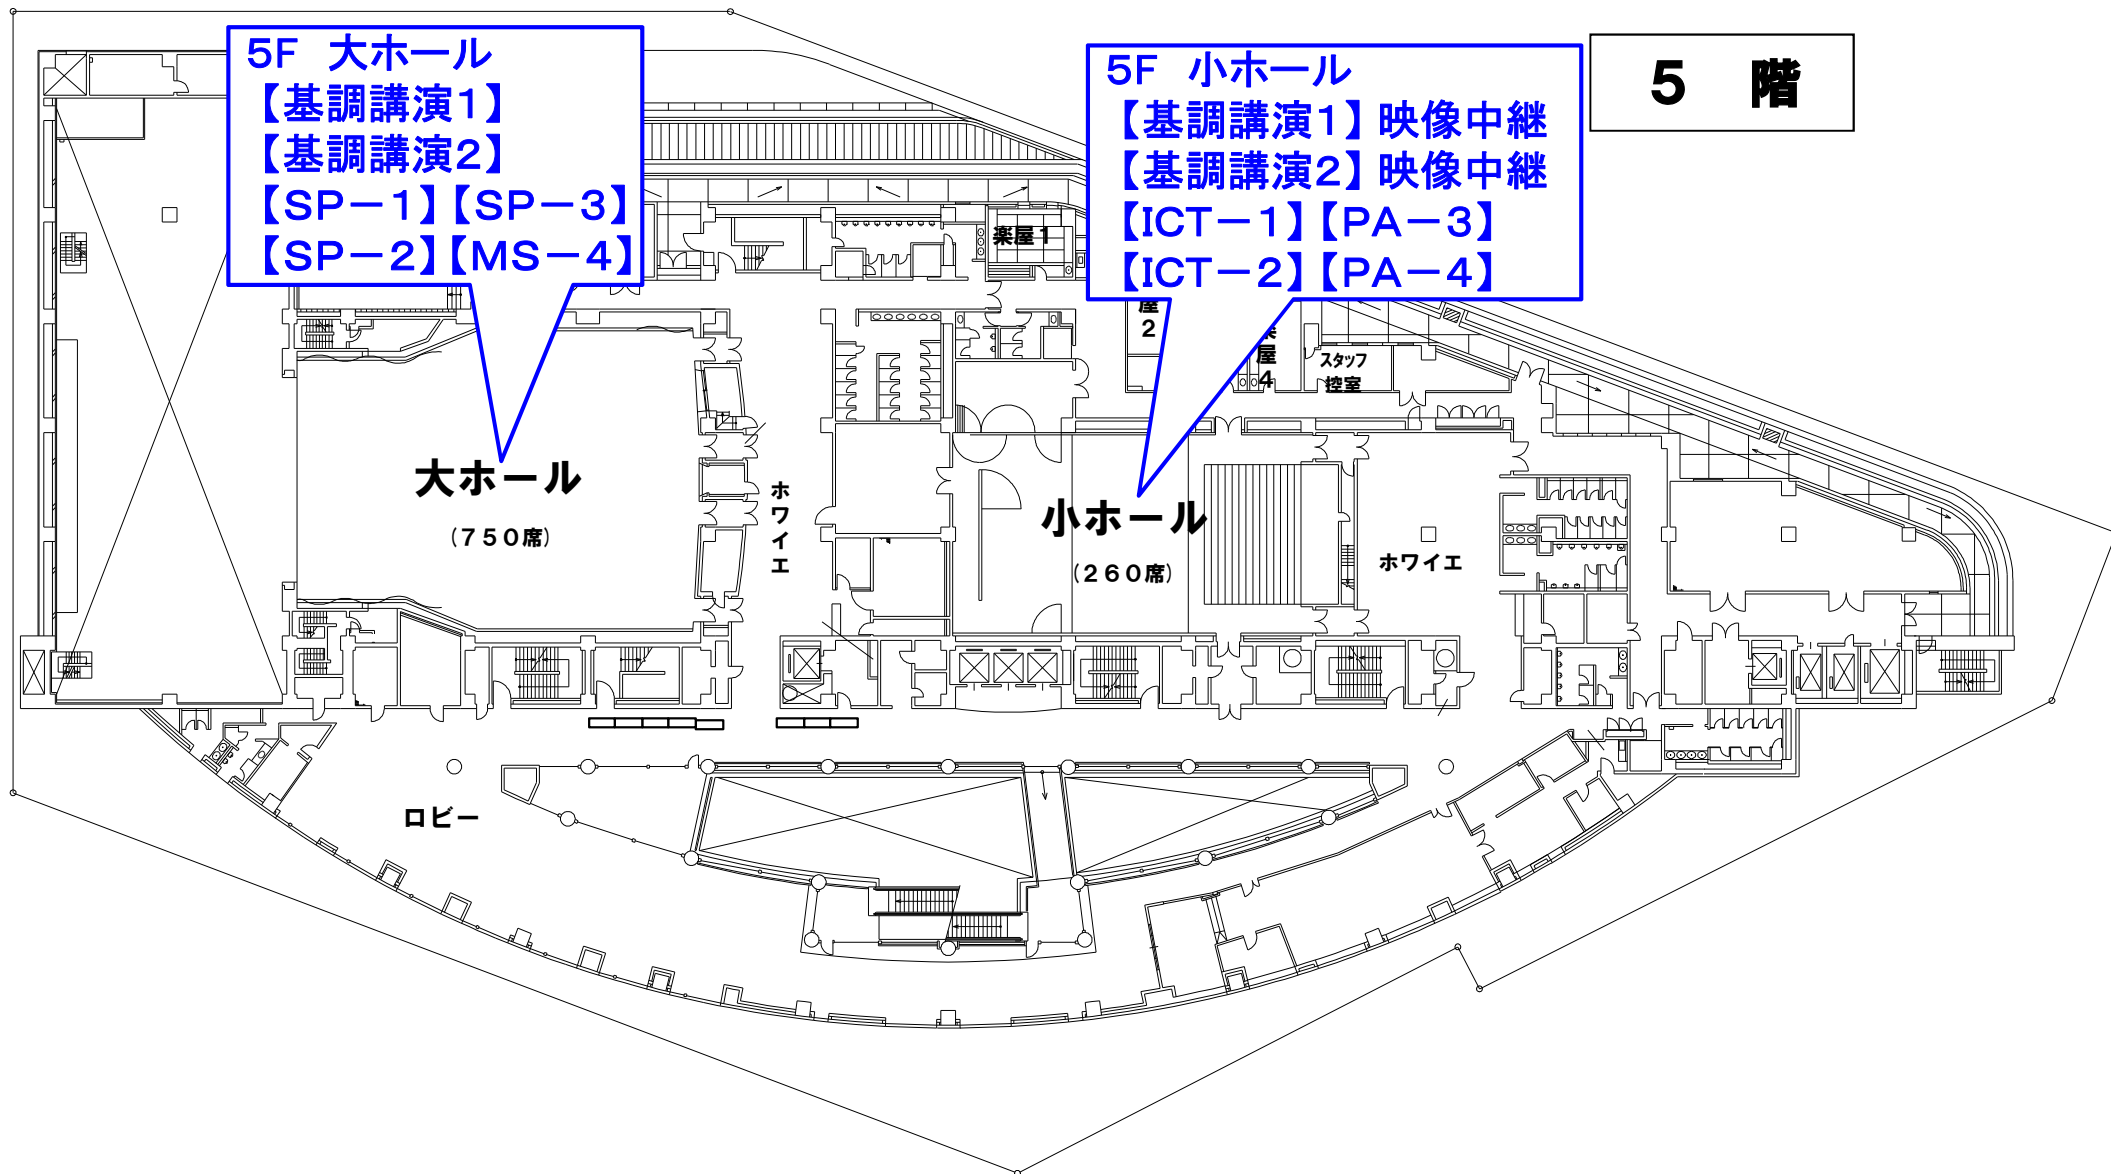 5F 大ホール
【基調講演1】
【基調講演2】
【SP－1】【SP－3】
【SP－2】【MS－4】
5F 小ホール
【基調講演1】映像中継
【基調講演2】映像中継
【ICT－1】【PA－3】
【ICT－2】【PA－4】
5 階
楽屋1
屋2
屋4
スタッフ
控室
大ホール
(750席)
ホワイエ
小ホール
(260席)
ホワイエ
ロビー